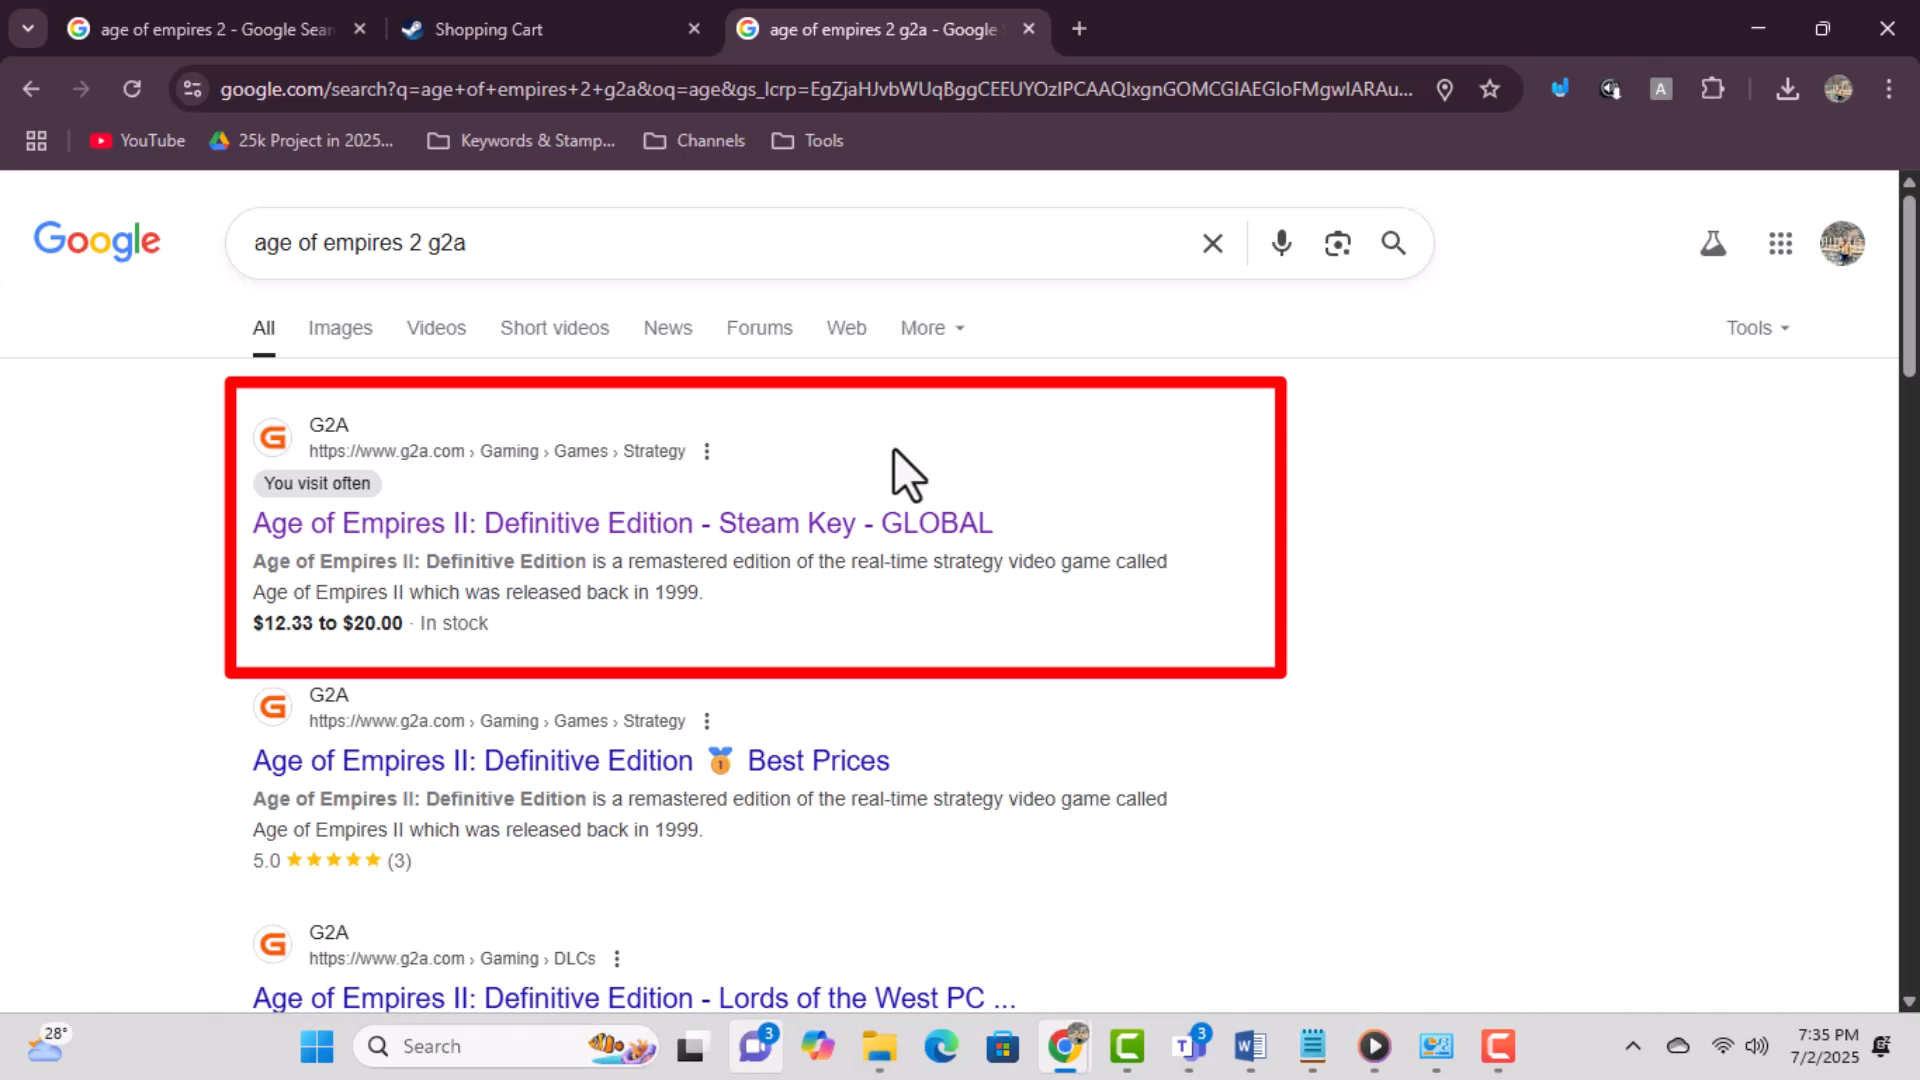 age of empires 2 - Google Sear
Shopping Cart
age of empires 2 g2a - Google
google.com/search?q=age+of+empires+2+g2a&oq=age&gs_lcrp=EgZjaHJvbWUqBggCEEUYOzIPCAAQIxgnGOMCGIAEGIoFMgwIARAu...
YouTube
25k Project in 2025...
Keywords & Stamp...
Channels
Tools
Google
age of empires 2 g2a
All
Images
Videos
Short videos
News
Forums
Web
More
Tools
G2A
https://www.g2a.com › Gaming › Games › Strategy
You visit often
Age of Empires II: Definitive Edition - Steam Key - GLOBAL
Age of Empires II: Definitive Edition is a remastered edition of the real-time strategy video game called
Age of Empires II which was released back in 1999.
$12.33 to $20.00 · In stock
G2A
https://www.g2a.com › Gaming › Games › Strategy
Age of Empires II: Definitive Edition 🥇 Best Prices
Age of Empires II: Definitive Edition is a remastered edition of the real-time strategy video game called
Age of Empires II which was released back in 1999.
5.0 ★★★★★ (3)
G2A
https://www.g2a.com › Gaming › DLCs
Age of Empires II: Definitive Edition - Lords of the West PC ...
28°
Search
3
3
7:35 PM
7/2/2025